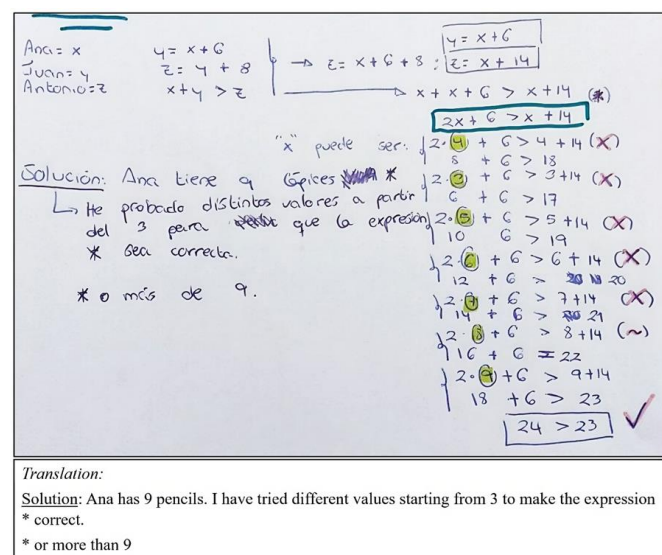 Ana = x
Juan = y
Antonio = z
y = x + 6
z = y + 8
x + y > z
→ z = x + 6 + 8 :
y = x + 6
z = x + 14
x + x + 6 > x + 14 (*)
2x + 6 > x + 14
"x" puede ser:
2·4 + 6 > 4 + 14 (X)
8 + 6 > 18
2·3 + 6 > 3 + 14 (X)
6 + 6 > 17
2·5 + 6 > 5 + 14 (X)
10 6 > 19
2·6 + 6 > 6 + 14 (X)
12 + 6 > 20
2·7 + 6 > 7 + 14 (X)
14 + 6 > 21
2·8 + 6 > 8 + 14 (~)
16 + 6 = 22
2·9 + 6 > 9 + 14
18 + 6 > 23
24 > 23 ✓
Solución: Ana tiene 9 lápices *
↳ He probado distintos valores a partir
del 3 para que la expresión
* sea correcta.
* o más de 9.
Translation:
Solution: Ana has 9 pencils. I have tried different values starting from 3 to make the expression
* correct.
* or more than 9